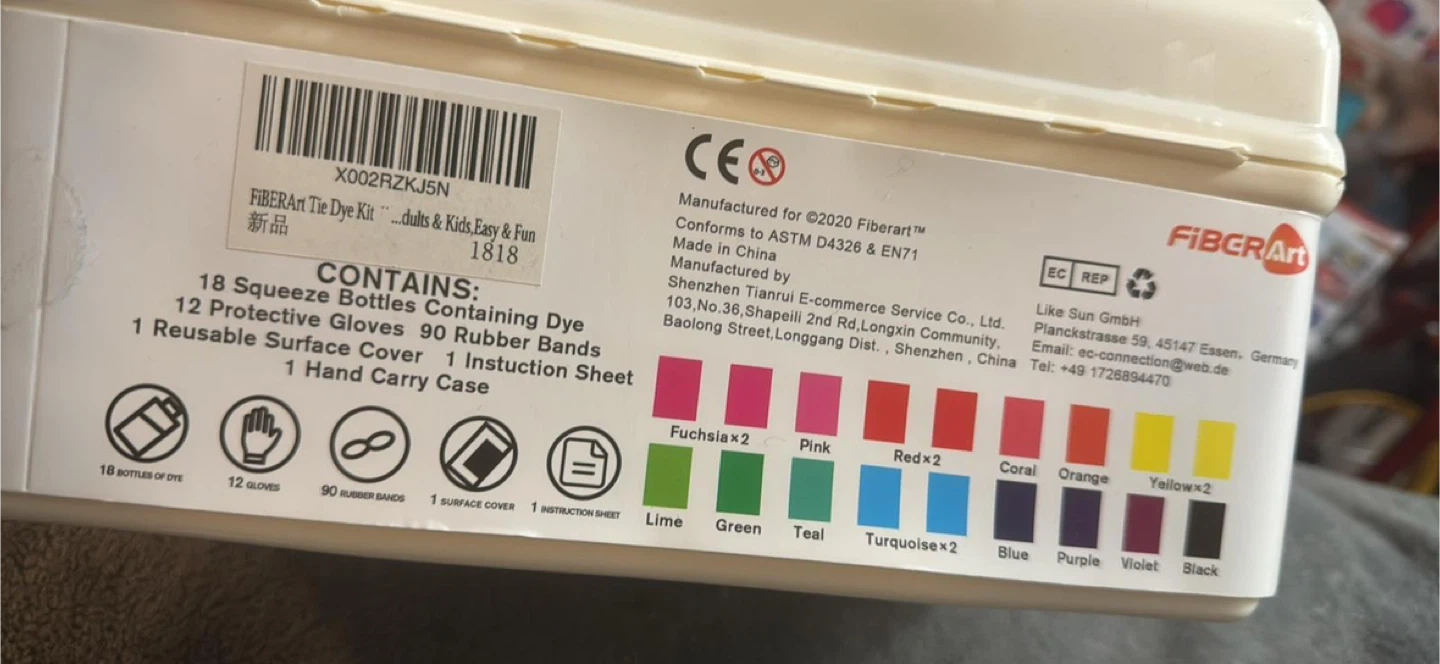 X002RZKJ5N
FiBERArt Tie Dye Kit ¨ ...dults & Kids,Easy & Fun
新品
1818
CONTAINS:
18 Squeeze Bottles Containing Dye
12 Protective Gloves 90 Rubber Bands
1 Reusable Surface Cover 1 Instuction Sheet
1 Hand Carry Case
18 BOTTLES OF DYE
12 GLOVES
90 RUBBER BANDS
1 SURFACE COVER
1 INSTRUCTION SHEET
CE
0-3
Manufactured for ©2020 Fiberart™
Conforms to ASTM D4326 & EN71
Made in China
Manufactured by
Shenzhen Tianrui E-commerce Service Co., Ltd.
103,No.36,Shapeili 2nd Rd,Longxin Community,
Baolong Street,Longgang Dist. , Shenzhen , China
FiBERArt
EC REP
Like Sun GmbH
Planckstrasse 59, 45147 Essen, Germany
Email: ec-connection@web.de
Tel: +49 1726894470
Fuchsia×2
Pink
Red×2
Coral
Orange
Yellow×2
Lime
Green
Teal
Turquoise×2
Blue
Purple
Violet
Black